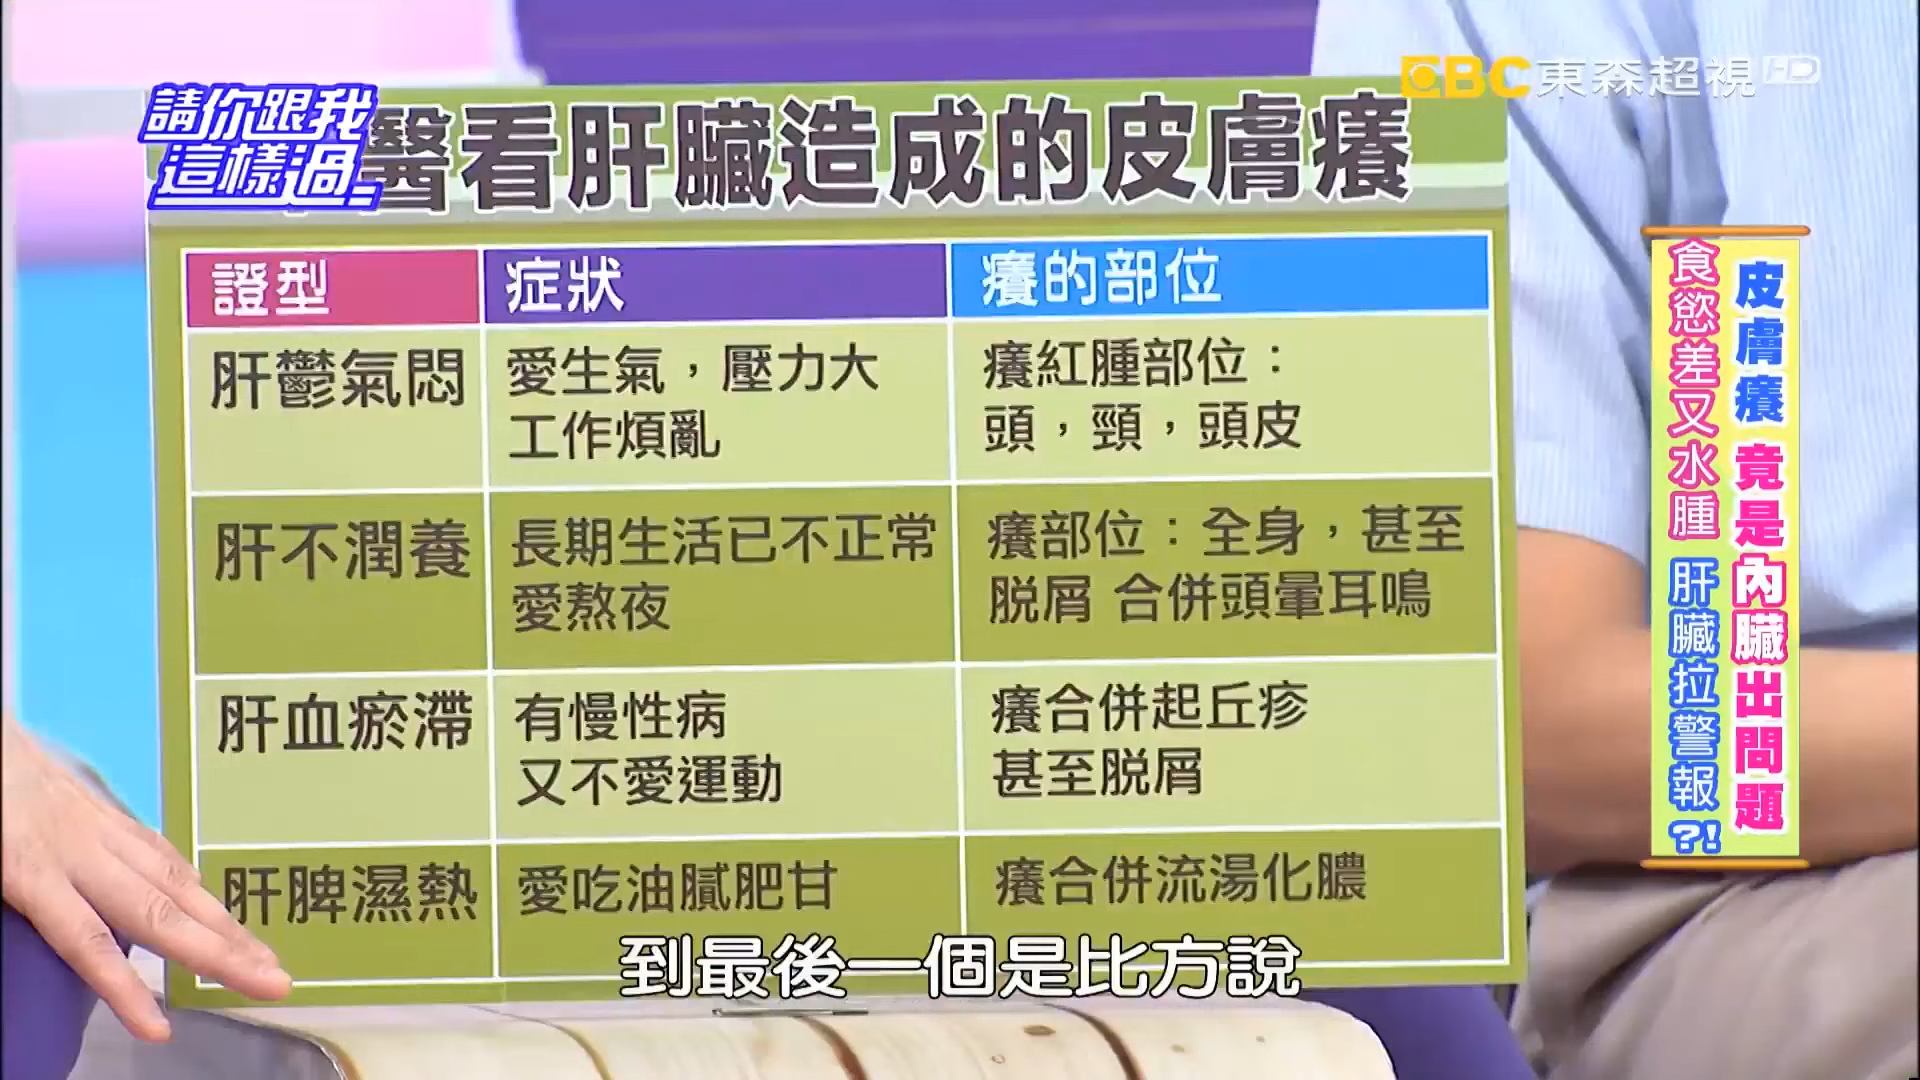 請你跟我
這樣過
EBC東森超視HD
醫看肝臟造成的皮膚癢
證型 症狀 癢的部位
肝鬱氣悶
愛生氣，壓力大
工作煩亂
癢紅腫部位：
頭，頸，頭皮
肝不潤養
長期生活已不正常
愛熬夜
癢部位：全身，甚至
脫屑 合併頭暈耳鳴
肝血瘀滯
有慢性病
又不愛運動
癢合併起丘疹
甚至脫屑
肝脾濕熱
愛吃油膩肥甘
癢合併流湯化膿
皮膚癢 竟是內臟出問題
食慾差又水腫 肝臟拉警報?!
到最後一個是比方說